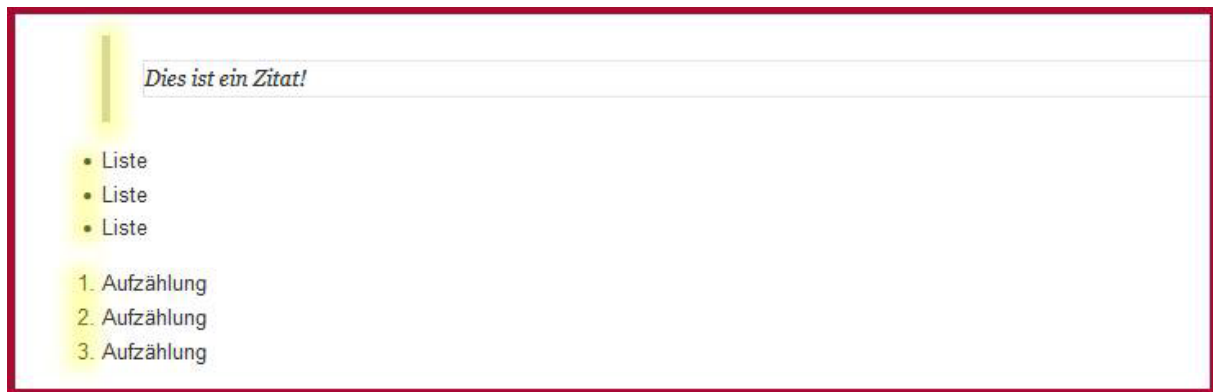 Dies ist ein Zitat!
• Liste
• Liste
• Liste
1. Aufzählung
2. Aufzählung
3. Aufzählung